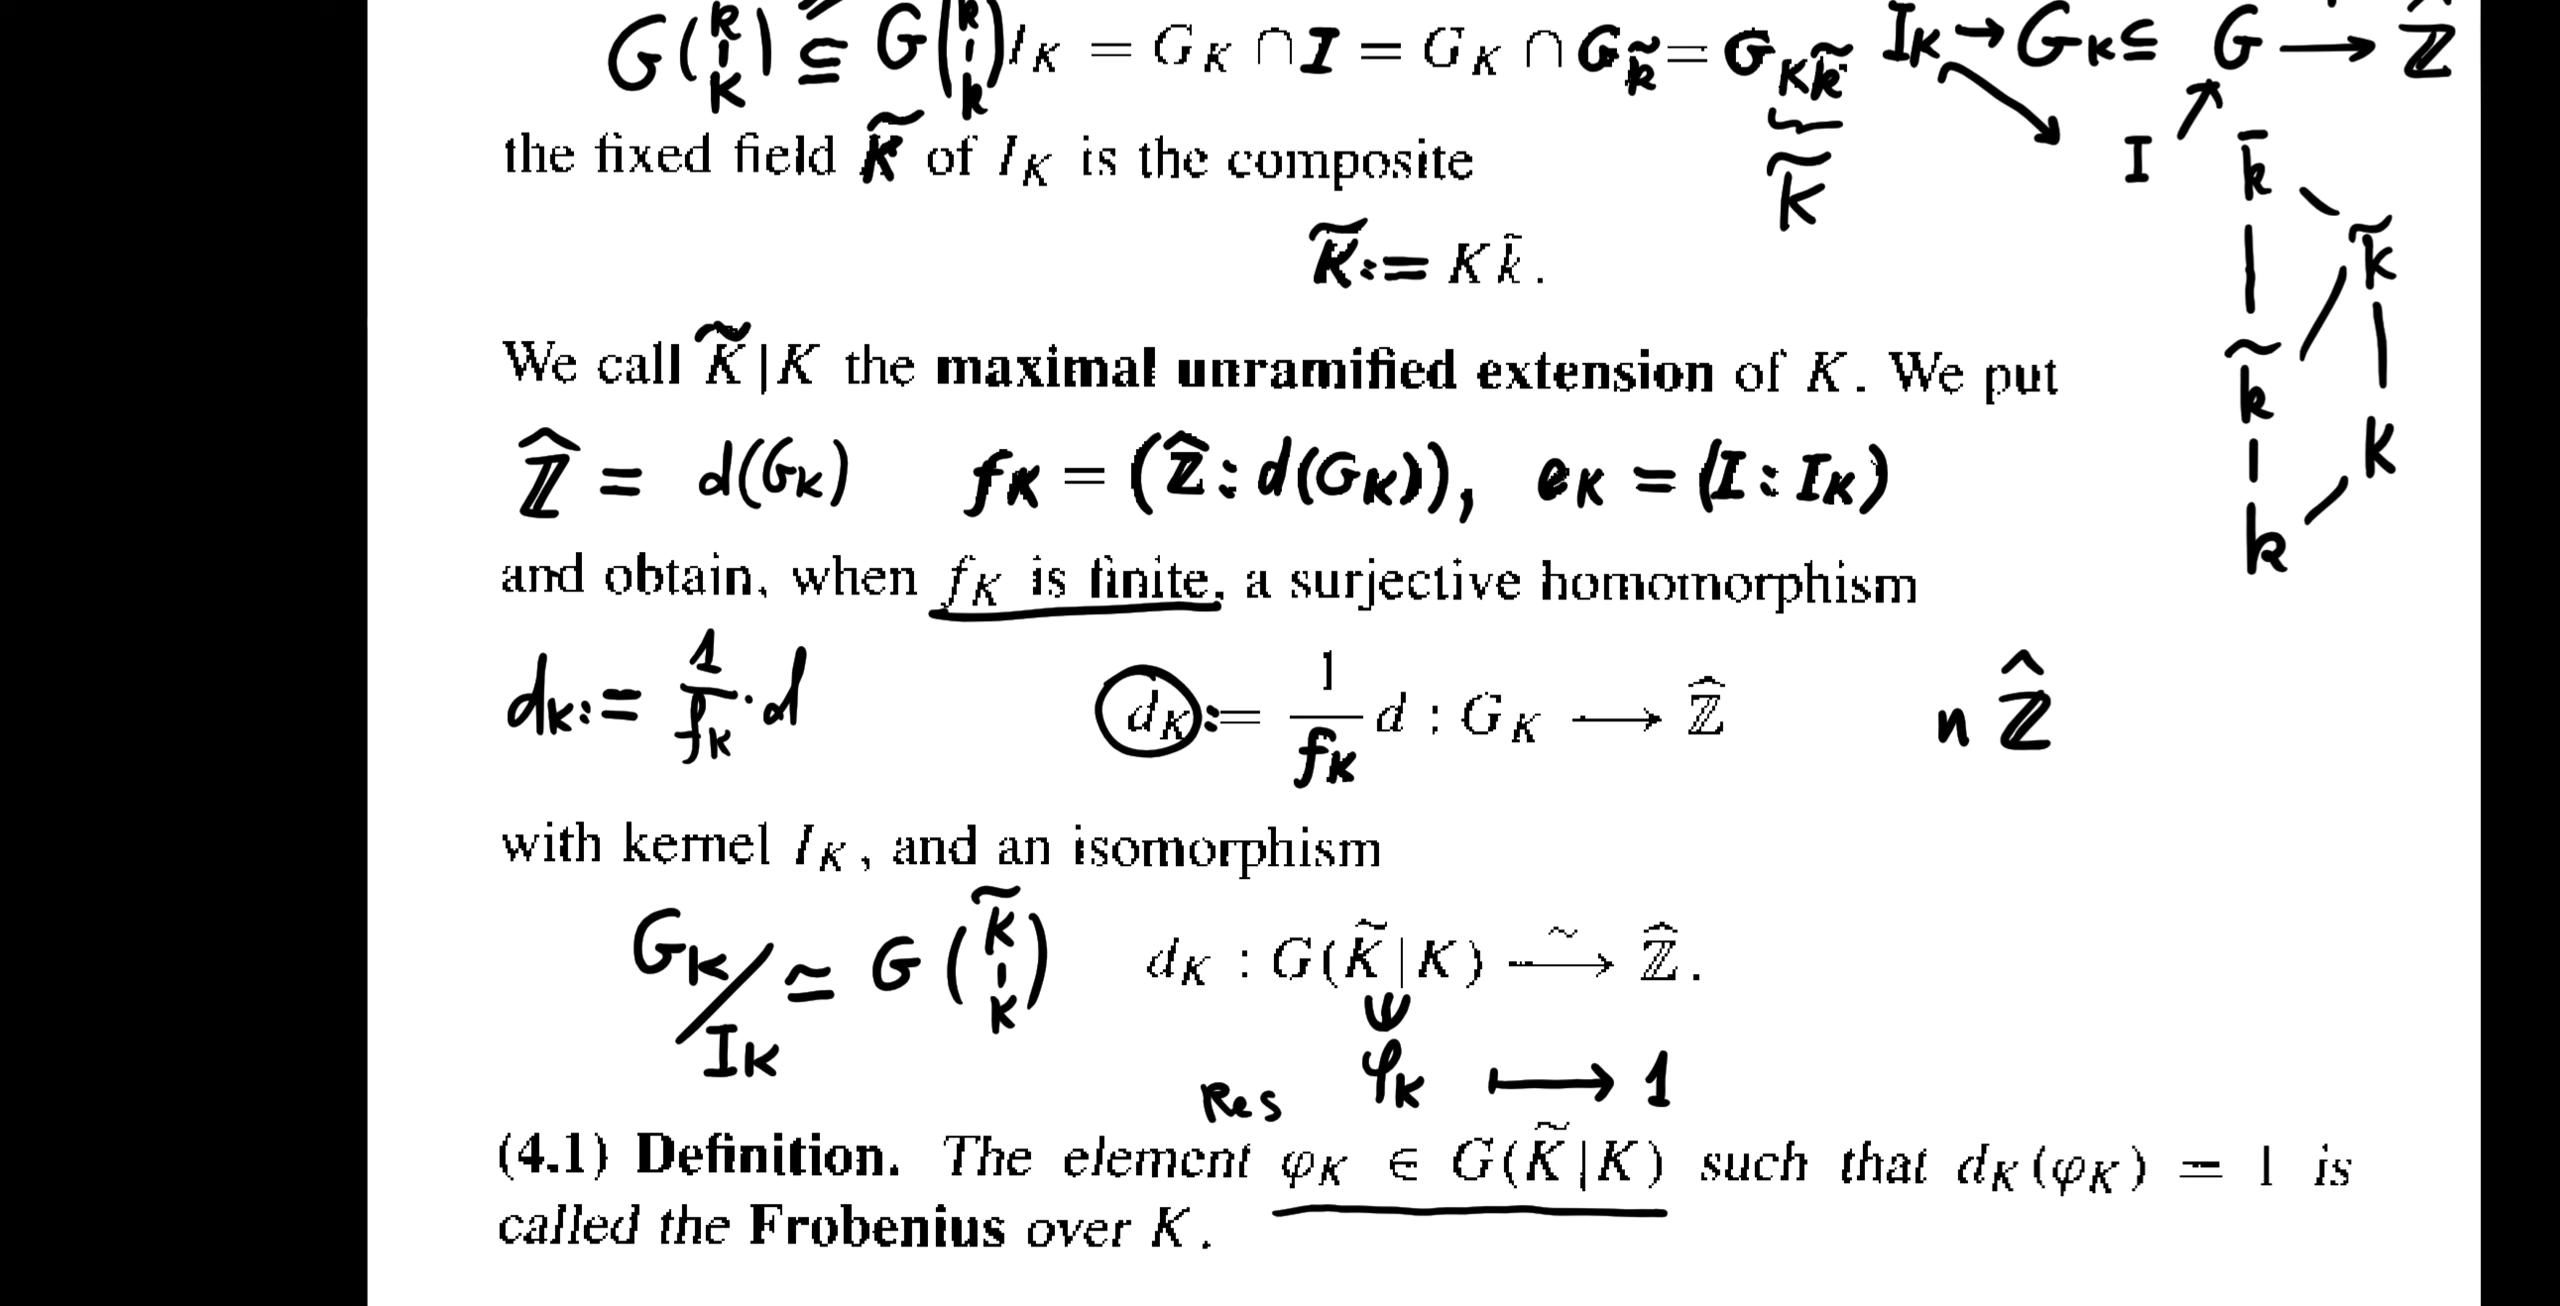 G(k̄|K) ⊆ G(k̄|k) I_K = G_K ∩ I = G_K ∩ G_k̃ = G_Kk̃ I_K → G_K ⊆ G → ℤ̂
the fixed field K̃ of I_K is the composite K̃ I k̄
K̃ := K k̃. K̃
We call K̃|K the maximal unramified extension of K. We put k̃
ℤ̂ = d(G_K) f_K = (ℤ̂ : d(G_K)), e_K = (I : I_K) K
and obtain, when f_K is finite, a surjective homomorphism k
d_K := 1/f_K · d d_K := 1/f_K d : G_K → ℤ̂ n ℤ̂
with kernel I_K, and an isomorphism
G_K/I_K ≃ G(K̃|K) d_K : G(K̃|K) ⥲ ℤ̂.
Res φ_K ↦ 1
(4.1) Definition. The element φ_K ∈ G(K̃|K) such that d_K(φ_K) = 1 is
called the Frobenius over K.